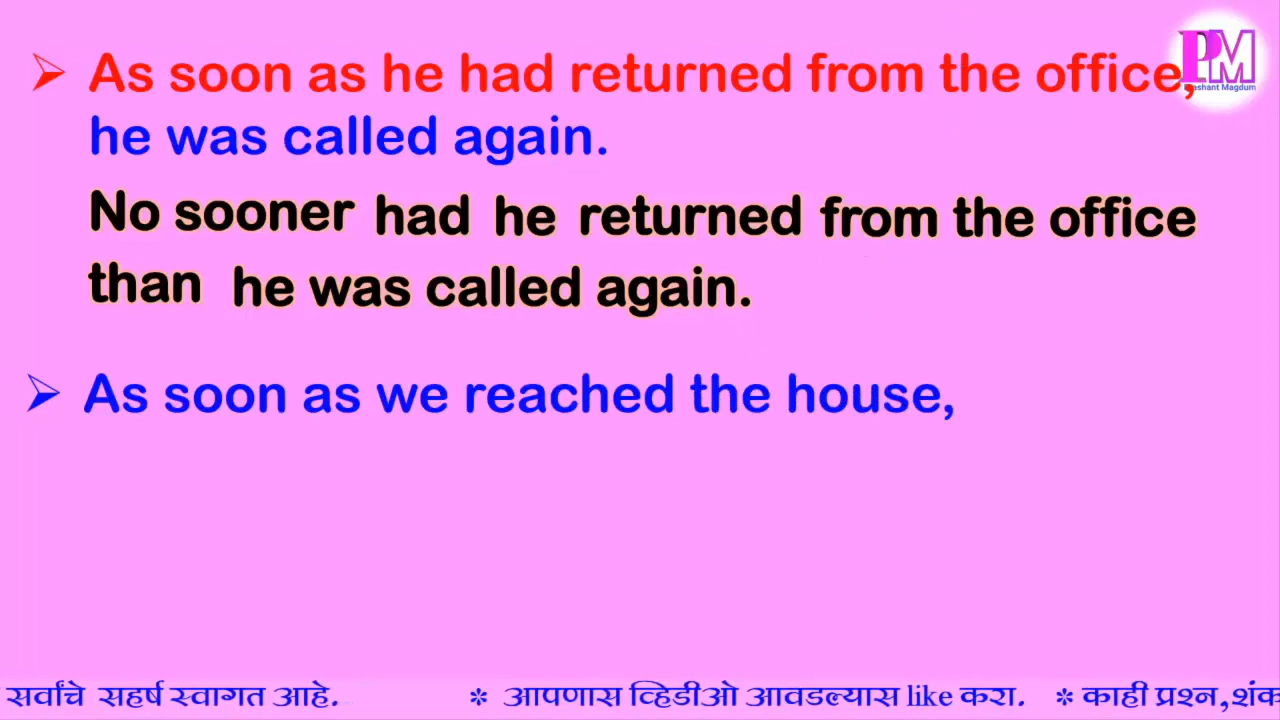 ➢ As soon as he had returned from the office,
he was called again.
No sooner had he returned from the office
than he was called again.
➢ As soon as we reached the house,
PM
Prashant Magdum
सर्वांचे सहर्ष स्वागत आहे. * आपणास व्हिडीओ आवडल्यास like करा. * काही प्रश्न,शंक